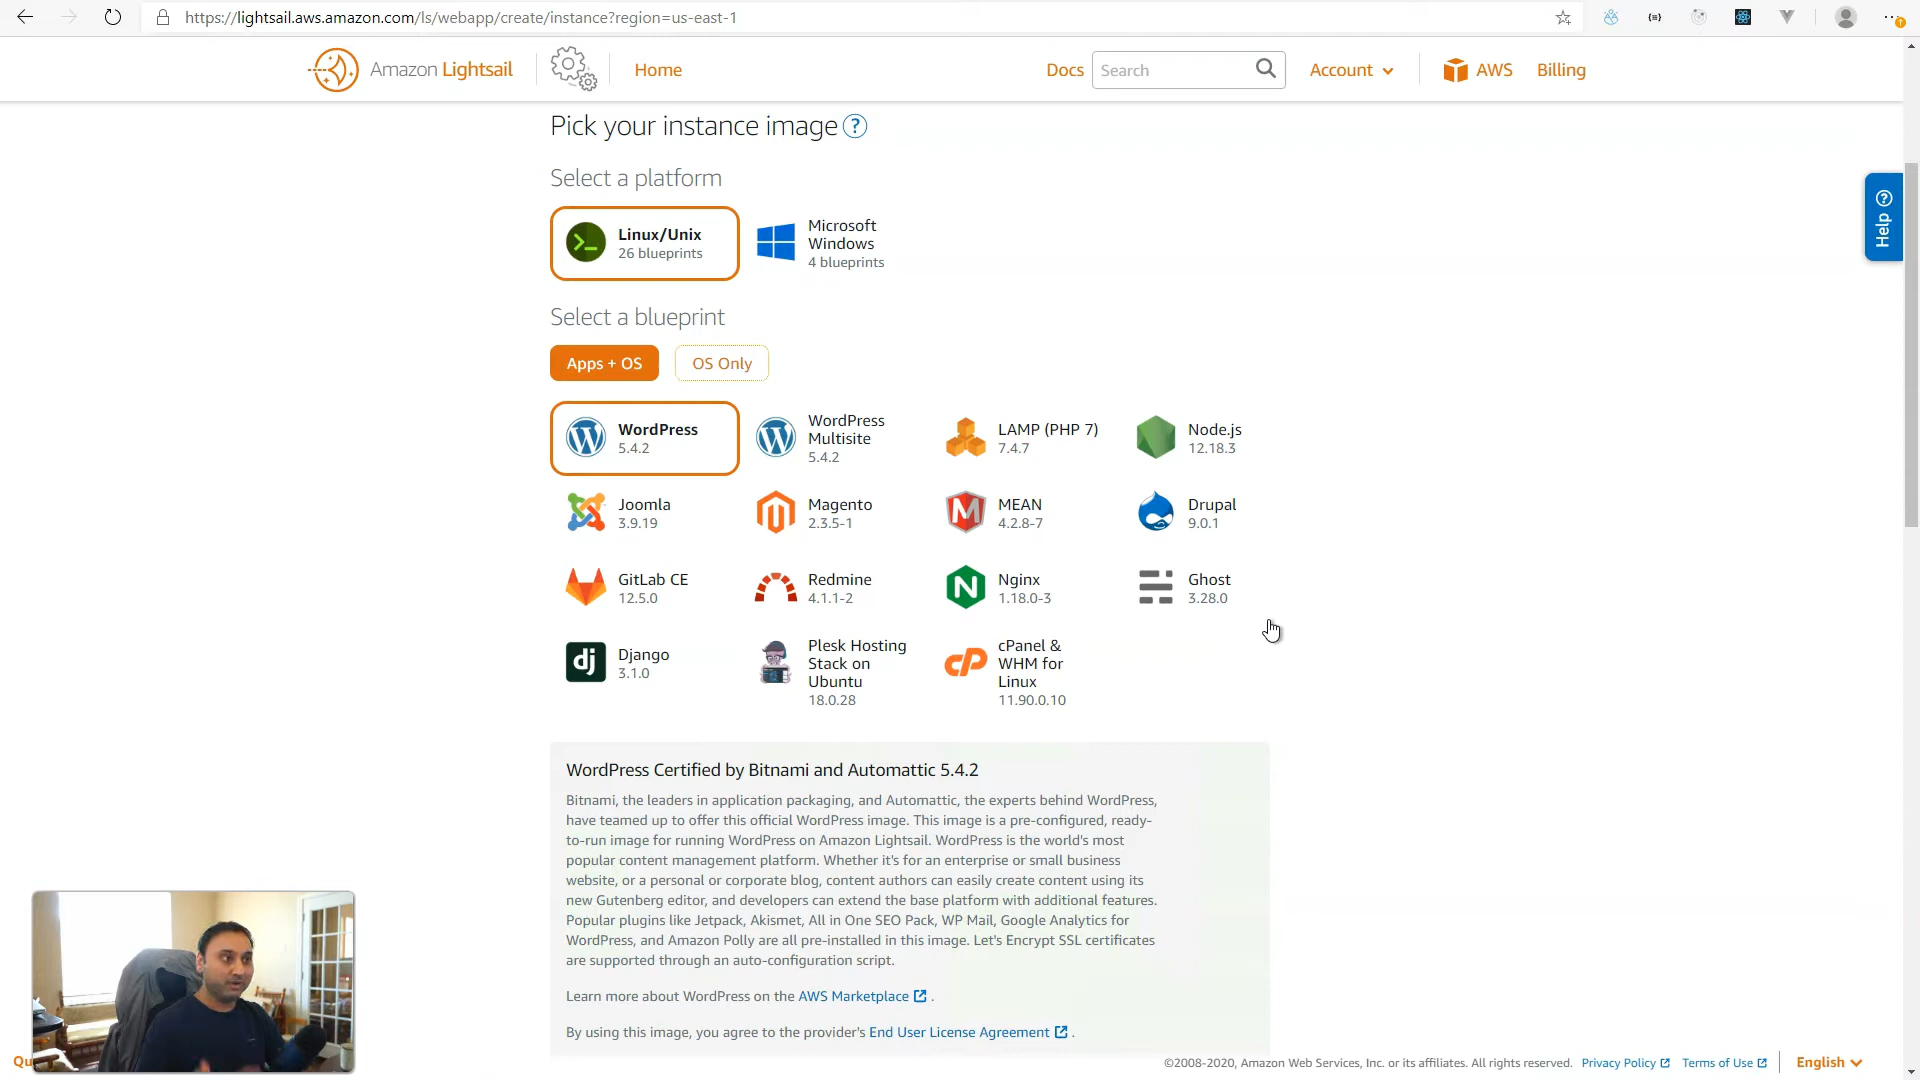 https://lightsail.aws.amazon.com/ls/webapp/create/instance?region=us-east-1
Amazon Lightsail
Home
Docs
Search
Account
AWS
Billing
Pick your instance image ?
Select a platform
Linux/Unix
26 blueprints
Microsoft
Windows
4 blueprints
Help ?
Select a blueprint
Apps + OS
OS Only
WordPress
5.4.2
WordPress
Multisite
5.4.2
LAMP (PHP 7)
7.4.7
Node.js
12.18.3
Joomla
3.9.19
Magento
2.3.5-1
MEAN
4.2.8-7
Drupal
9.0.1
GitLab CE
12.5.0
Redmine
4.1.1-2
Nginx
1.18.0-3
Ghost
3.28.0
dj
Django
3.1.0
Plesk Hosting
Stack on
Ubuntu
18.0.28
cP
cPanel &
WHM for
Linux
11.90.0.10
WordPress Certified by Bitnami and Automattic 5.4.2
Bitnami, the leaders in application packaging, and Automattic, the experts behind WordPress,
have teamed up to offer this official WordPress image. This image is a pre-configured, ready-
to-run image for running WordPress on Amazon Lightsail. WordPress is the world's most
popular content management platform. Whether it's for an enterprise or small business
website, or a personal or corporate blog, content authors can easily create content using its
new Gutenberg editor, and developers can extend the base platform with additional features.
Popular plugins like Jetpack, Akismet, All in One SEO Pack, WP Mail, Google Analytics for
WordPress, and Amazon Polly are all pre-installed in this image. Let's Encrypt SSL certificates
are supported through an auto-configuration script.
Learn more about WordPress on the AWS Marketplace .
By using this image, you agree to the provider's End User License Agreement .
Qu
©2008-2020, Amazon Web Services, Inc. or its affiliates. All rights reserved. Privacy Policy Terms of Use English